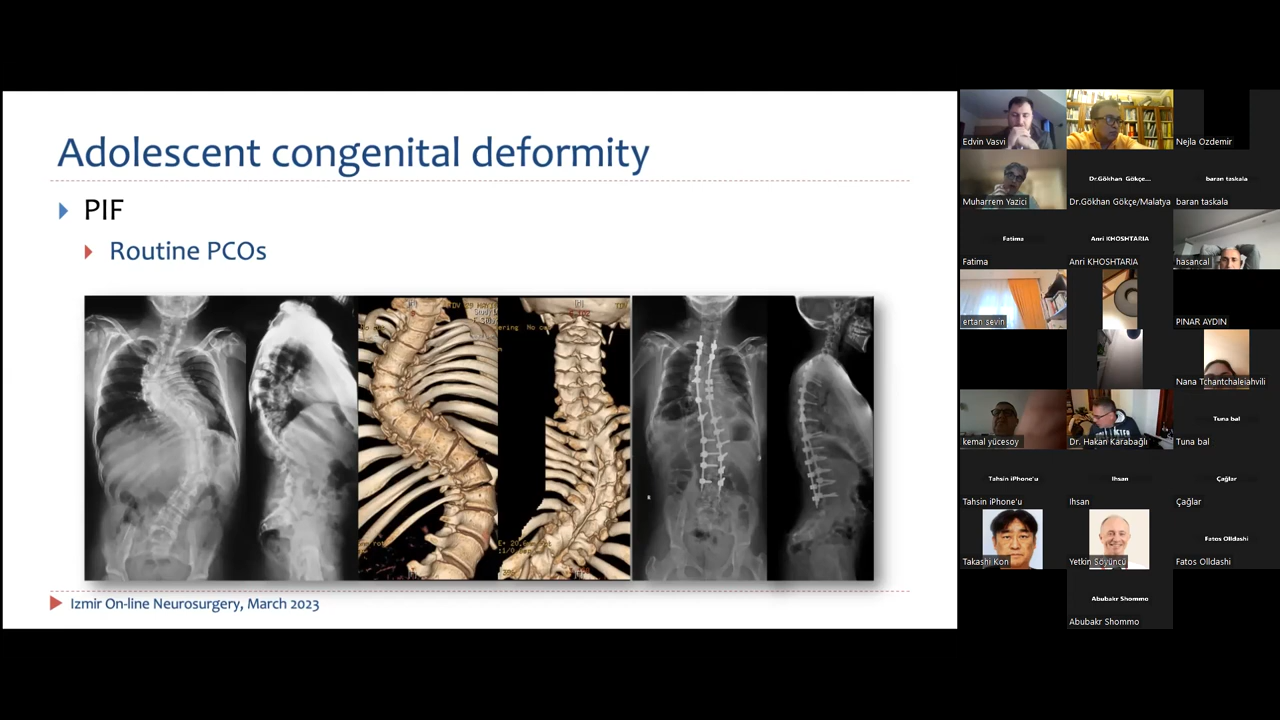 Adolescent congenital deformity
PIF
Routine PCOs
R
Izmir On-line Neurosurgery, March 2023
Edvin Vasvi
Nejla Ozdemir
Muharrem Yazici
Dr.Gökhan Gökçe...
Dr.Gökhan Gökçe/Malatya
baran taskala
baran taskala
Fatima
Fatima
Anri KHOSHTARIA
Anri KHOSHTARIA
hasancal
ertan sevin
PINAR AYDIN
Nana Tchantchaleiahvili
kemal yücesoy
Dr. Hakan Karabağlı
Tuna bal
Tuna bal
Tahsin iPhone'u
Tahsin iPhone'u
Ihsan
Ihsan
Çağlar
Çağlar
Takashi Kon
Yetkin Söyüncü
Fatos Olldashi
Fatos Olldashi
Abubakr Shommo
Abubakr Shommo